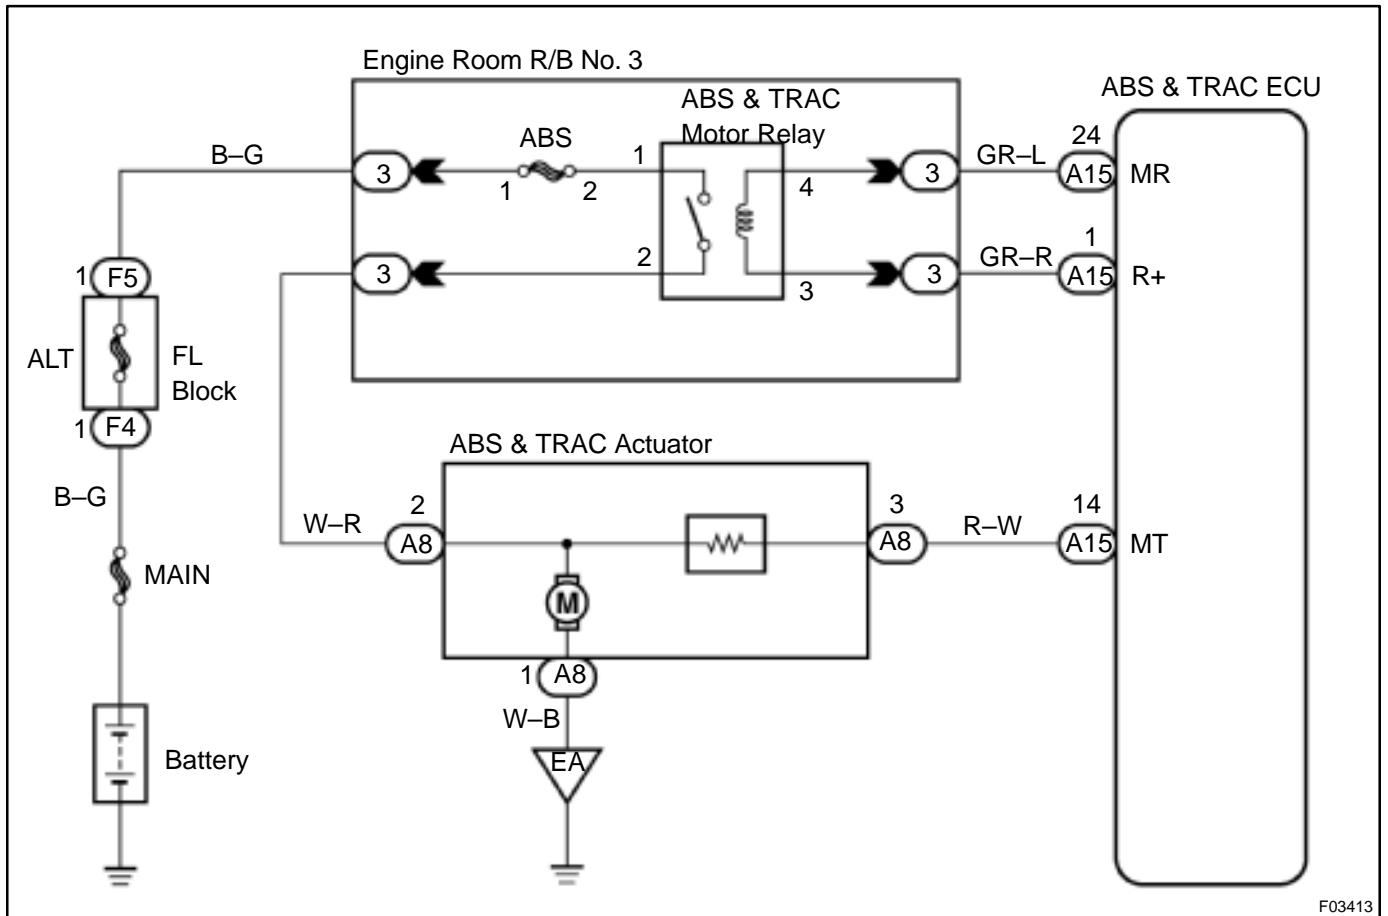 Engine Room R/B No. 3
ABS & TRAC ECU
ABS & TRAC
Motor Relay
ABS
B–G
3
1
2
1
4
3
GR–L
24
A15
MR
3
2
3
3
GR–R
1
A15
R+
1
F5
ALT
FL
Block
1
F4
ABS & TRAC Actuator
B–G
W–R
2
A8
3
A8
R–W
14
A15
MT
MAIN
M
1
A8
W–B
EA
Battery
F03413